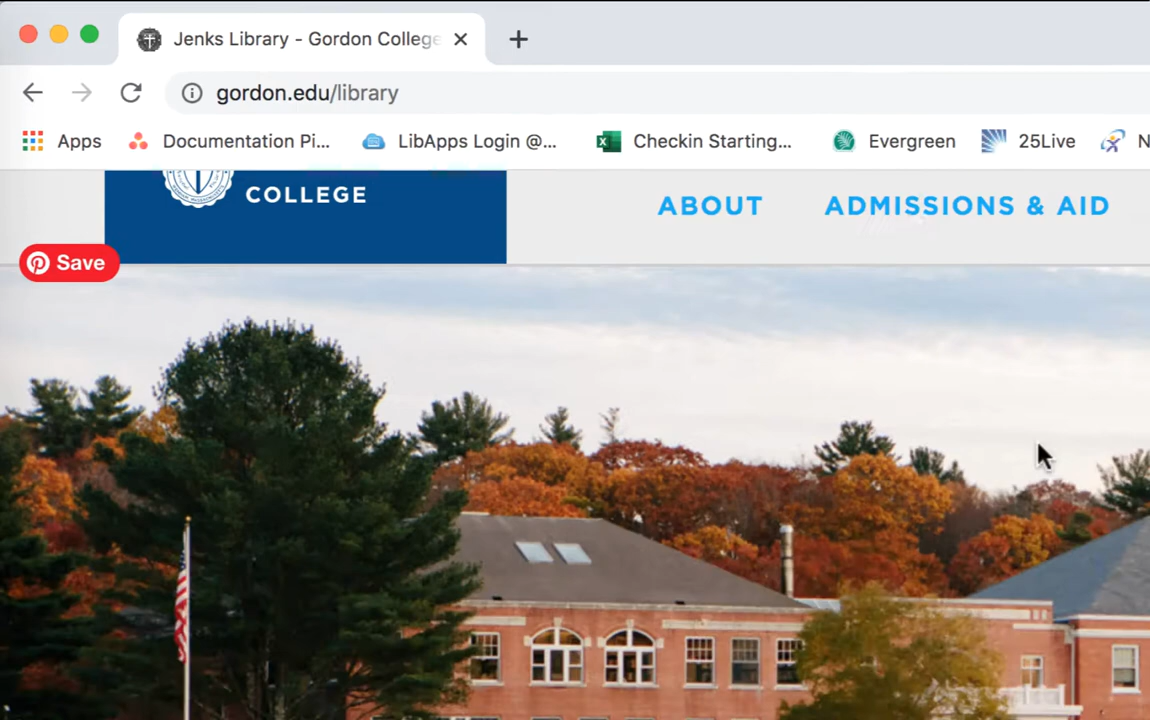 Jenks Library - Gordon College
gordon.edu/library
Apps Documentation Pi... LibApps Login @... Checkin Starting... Evergreen 25Live N
COLLEGE
ABOUT ADMISSIONS & AID
Save